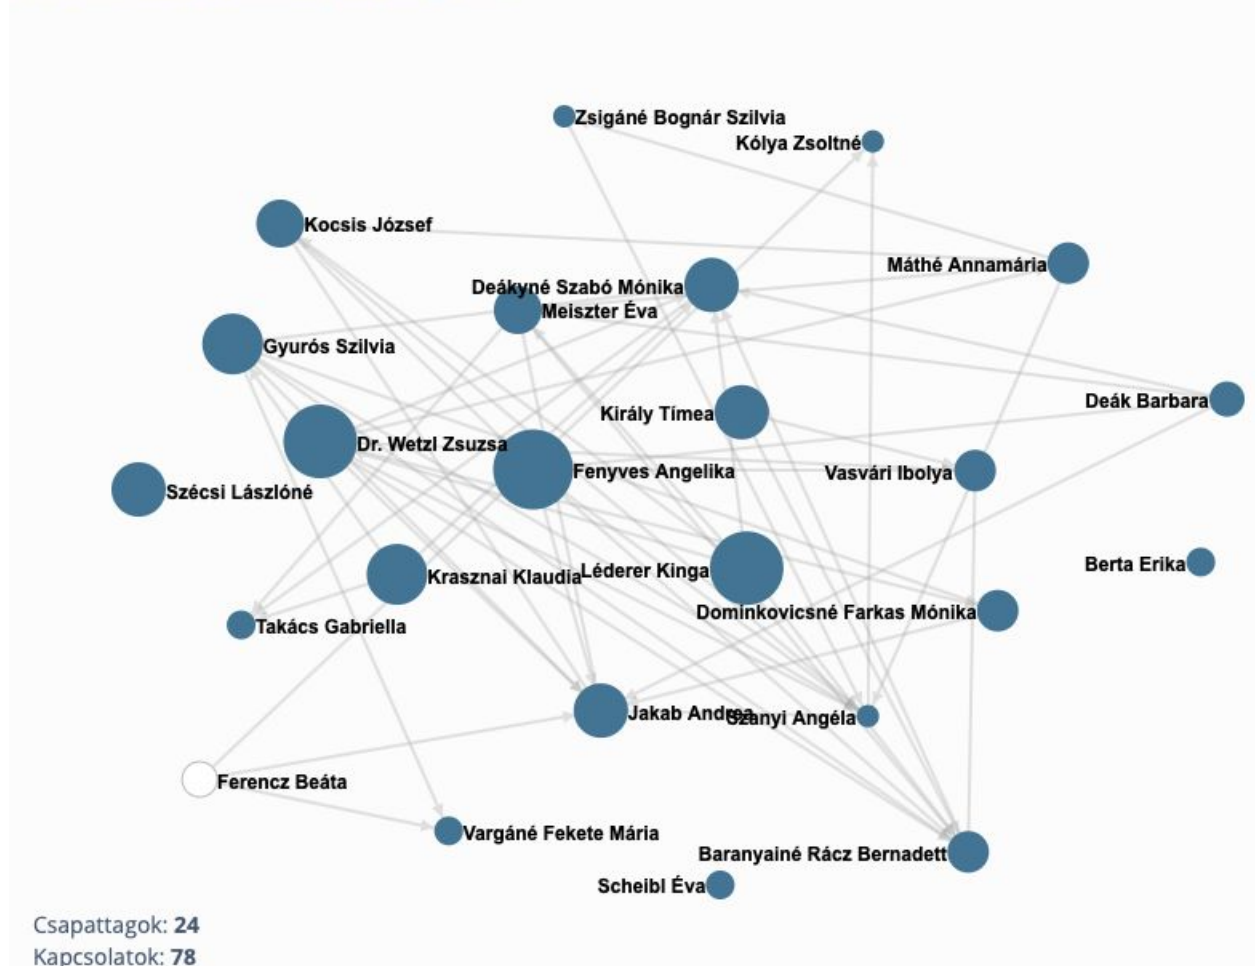 Zsigáné Bognár Szilvia
Kólya Zsoltné
Kocsis József
Máthé Annamária
Deákyné Szabó Mónika
Meiszter Éva
Gyurós Szilvia
Deák Barbara
Király Tímea
Dr. Wetzl Zsuzsa
Fenyves Angelika
Vasvári Ibolya
Szécsi Lászlóné
Berta Erika
Krasznai Klaudia
Léderer Kinga
Dominkovicsné Farkas Mónika
Takács Gabriella
Jakab Andrea
Szanyi Angéla
Ferencz Beáta
Vargáné Fekete Mária
Baranyainé Rácz Bernadett
Scheibl Éva
Csapattagok: 24
Kapcsolatok: 78